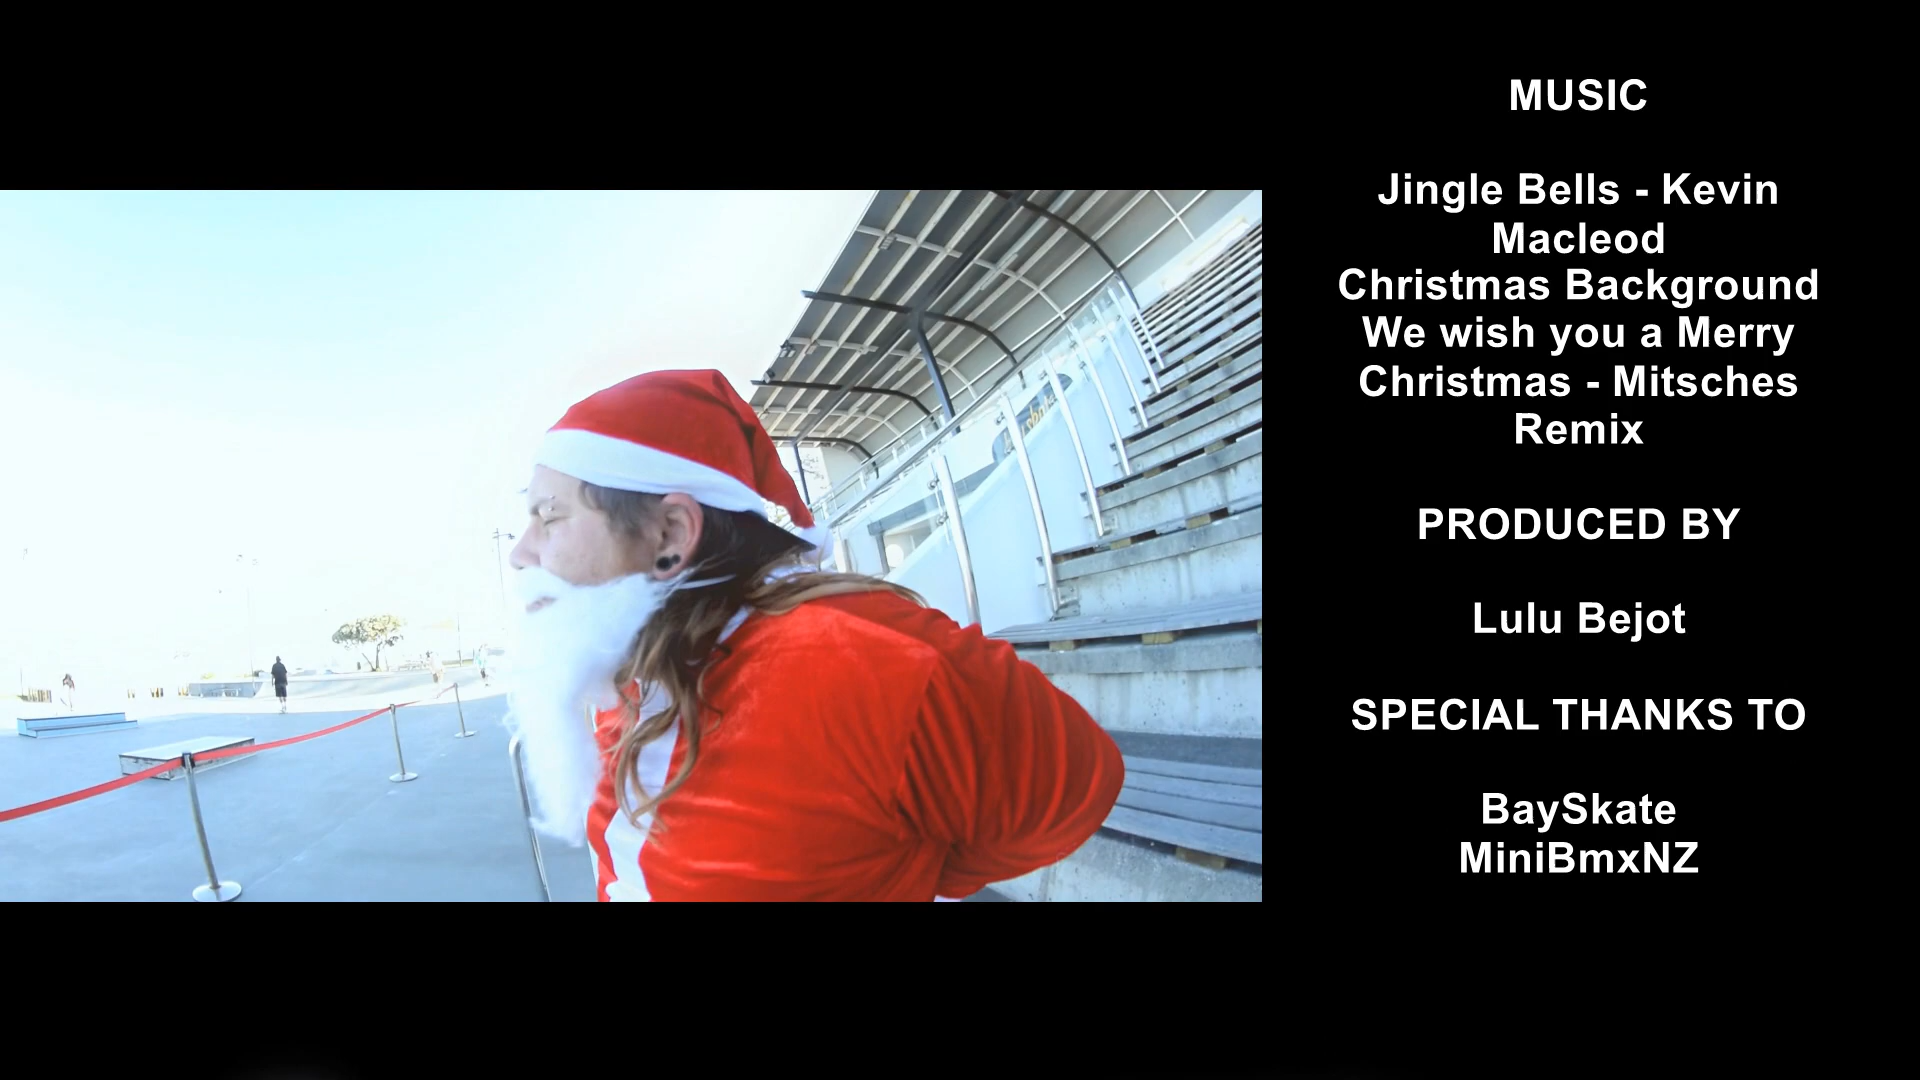 MUSIC
Jingle Bells - Kevin
Macleod
Christmas Background
We wish you a Merry
Christmas - Mitsches
Remix
PRODUCED BY
Lulu Bejot
SPECIAL THANKS TO
BaySkate
MiniBmxNZ